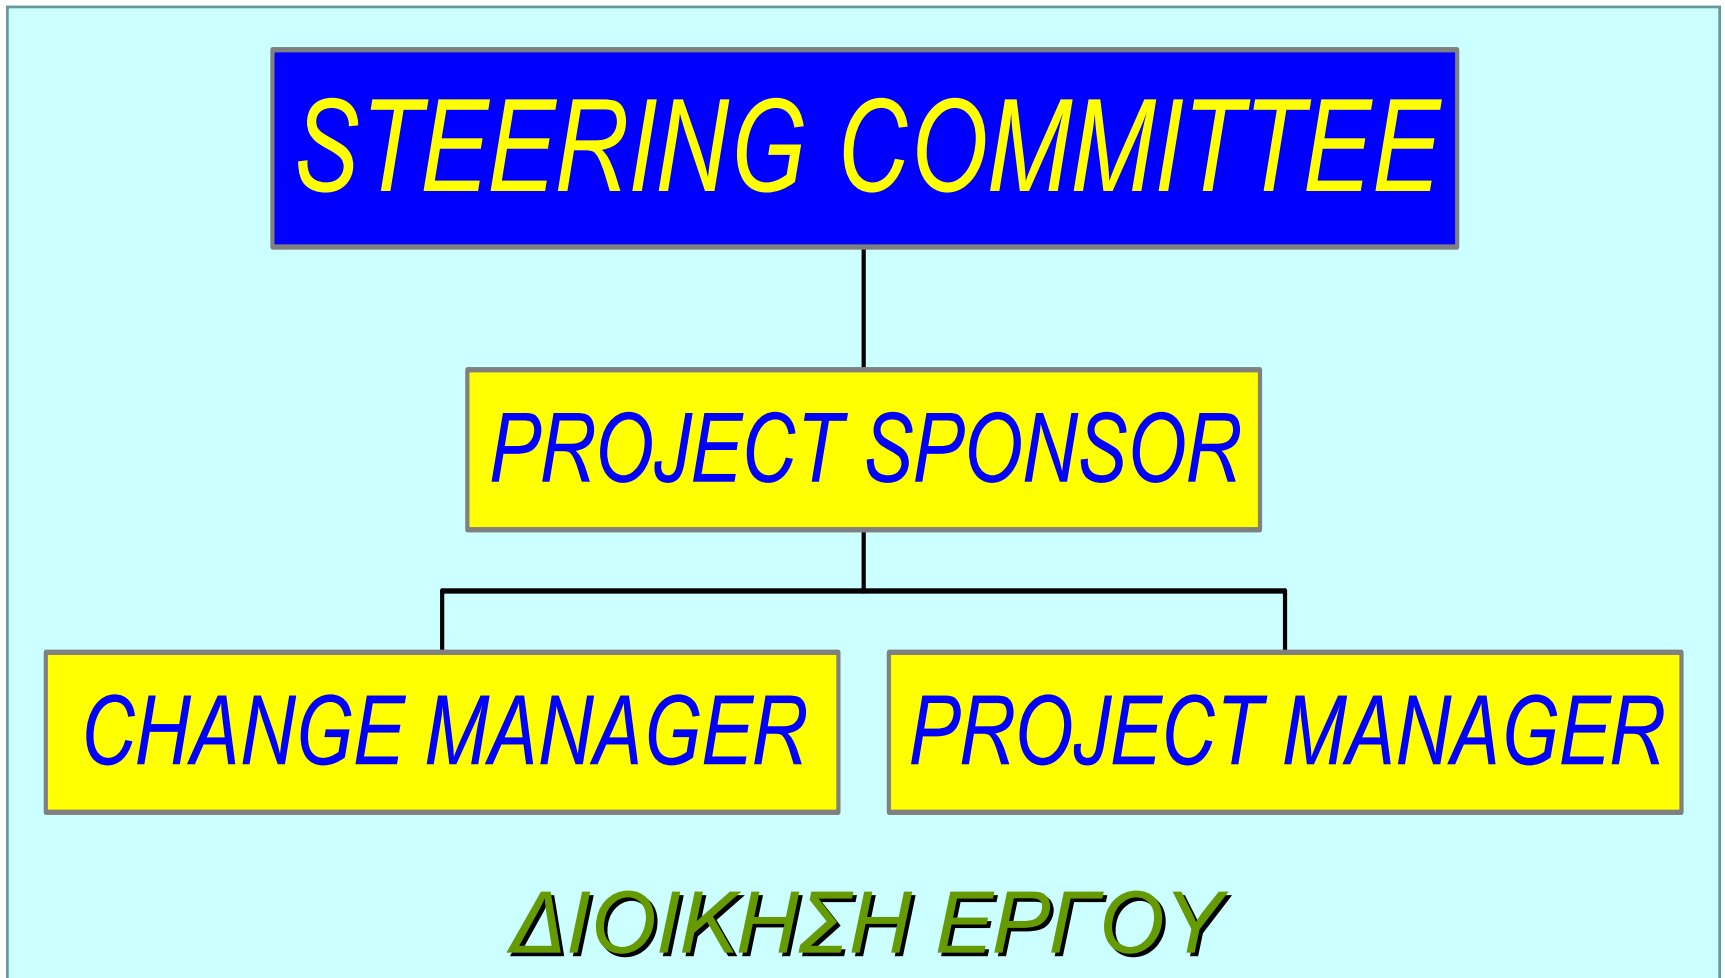 STEERING COMMITTEE
PROJECT SPONSOR
CHANGE MANAGER
PROJECT MANAGER
ΔΙΟΙΚΗΣΗ ΕΡΓΟΥ